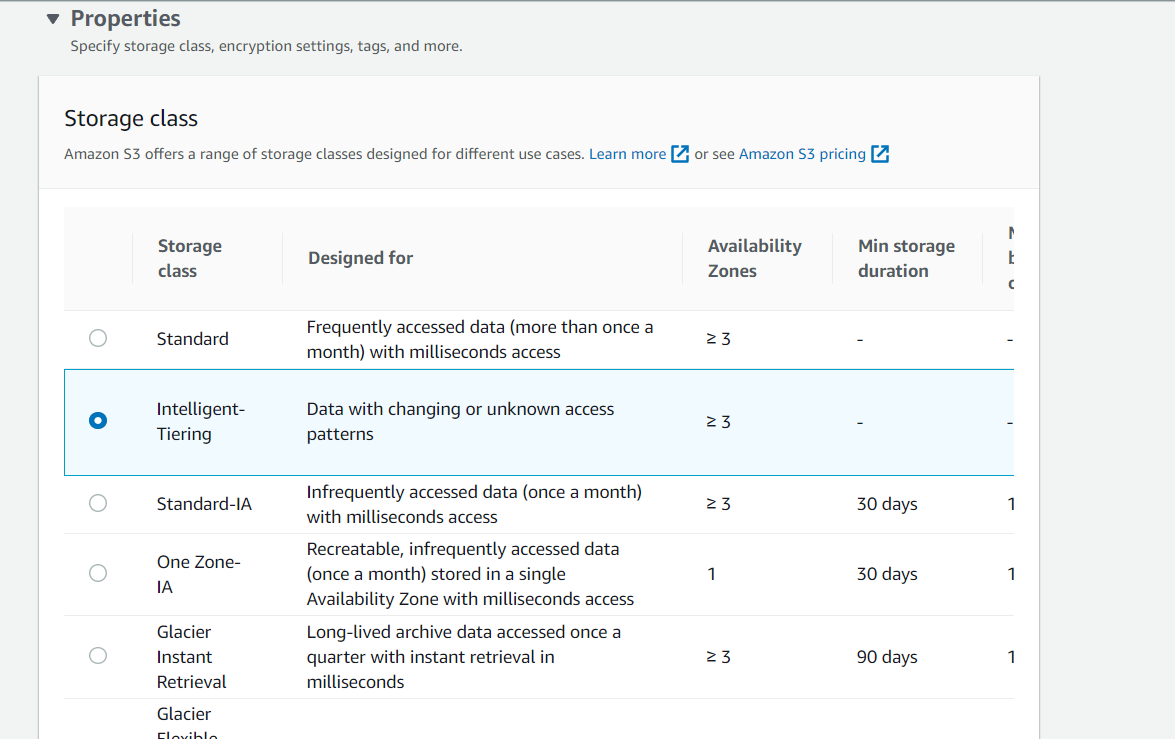 Properties
Specify storage class, encryption settings, tags, and more.
Storage class
Amazon S3 offers a range of storage classes designed for different use cases. Learn more or see Amazon S3 pricing
Storage
class
Designed for
Availability
Zones
Min storage
duration
Standard
Frequently accessed data (more than once a
month) with milliseconds access
≥ 3
-
-
Intelligent-
Tiering
Data with changing or unknown access
patterns
≥ 3
-
-
Standard-IA
Infrequently accessed data (once a month)
with milliseconds access
≥ 3
30 days
1
One Zone-
IA
Recreatable, infrequently accessed data
(once a month) stored in a single
Availability Zone with milliseconds access
1
30 days
1
Glacier
Instant
Retrieval
Long-lived archive data accessed once a
quarter with instant retrieval in
milliseconds
≥ 3
90 days
1
Glacier
Flexible